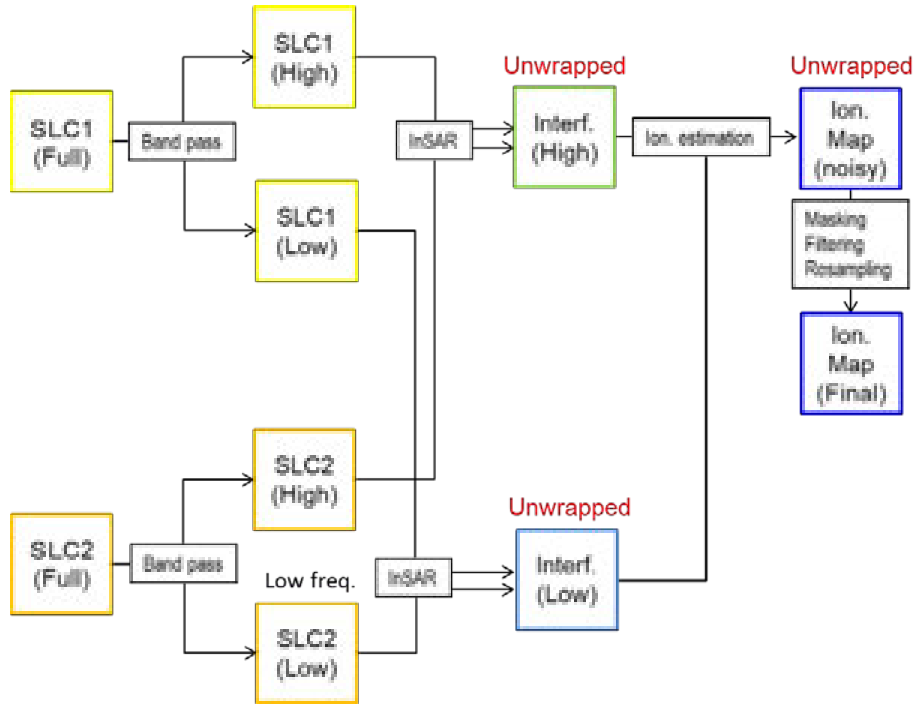 SLC1
(High)
Unwrapped
Unwrapped
SLC1
(Full)
Band pass
InSAR
Interf.
(High)
Ion. estimation
Ion.
Map
(noisy)
SLC1
(Low)
Masking
Filtering
Resampling
Ion.
Map
(Final)
SLC2
(High)
Unwrapped
SLC2
(Full)
Band pass
Low freq.
InSAR
Interf.
(Low)
SLC2
(Low)